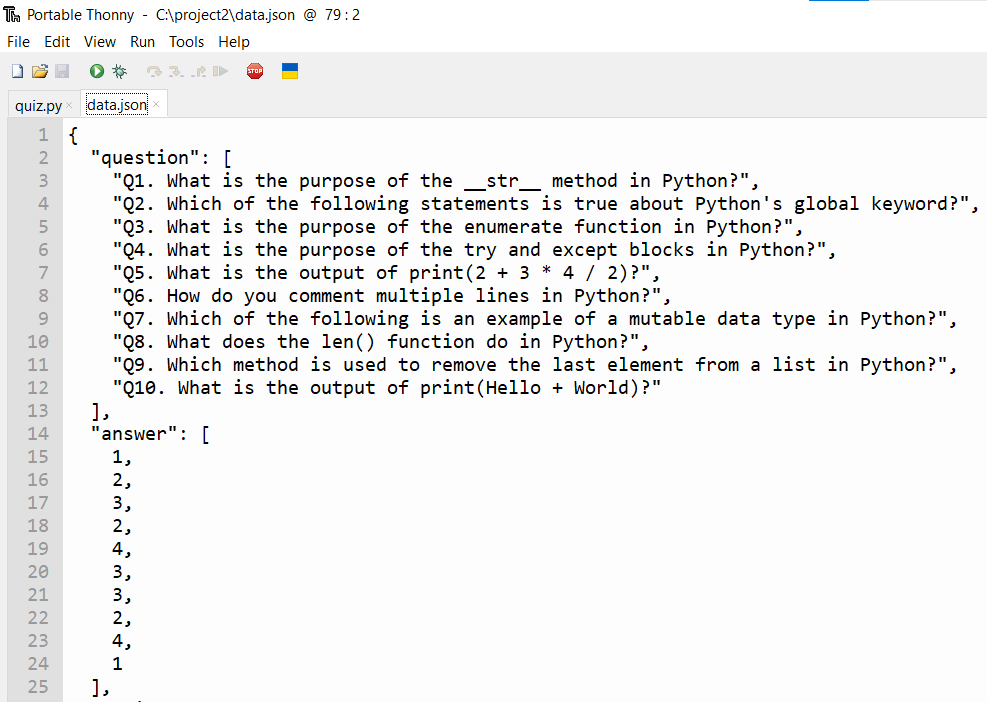 Portable Thonny - C:\project2\data.json @ 79 : 2
File Edit View Run Tools Help
STOP
quiz.py × data.json ×
1 {
2 "question": [
3 "Q1. What is the purpose of the __str__ method in Python?",
4 "Q2. Which of the following statements is true about Python's global keyword?",
5 "Q3. What is the purpose of the enumerate function in Python?",
6 "Q4. What is the purpose of the try and except blocks in Python?",
7 "Q5. What is the output of print(2 + 3 * 4 / 2)?",
8 "Q6. How do you comment multiple lines in Python?",
9 "Q7. Which of the following is an example of a mutable data type in Python?",
10 "Q8. What does the len() function do in Python?",
11 "Q9. Which method is used to remove the last element from a list in Python?",
12 "Q10. What is the output of print(Hello + World)?"
13 ],
14 "answer": [
15 1,
16 2,
17 3,
18 2,
19 4,
20 3,
21 3,
22 2,
23 4,
24 1
25 ],